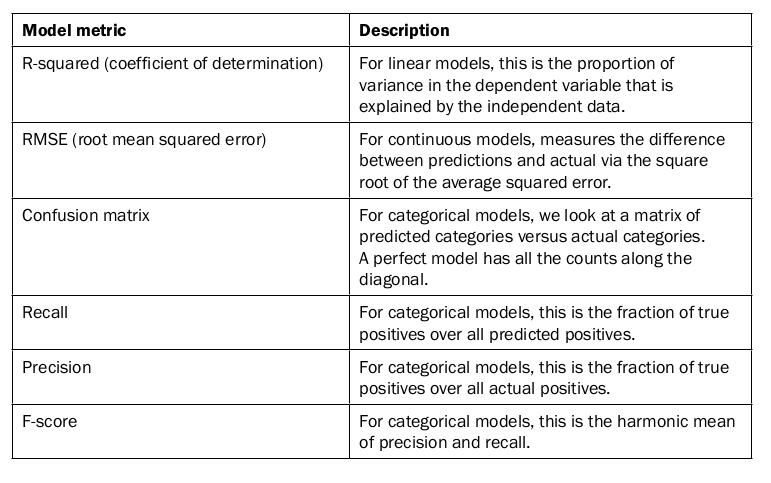 Model metric
Description
R-squared (coefficient of determination)
For linear models, this is the proportion of
variance in the dependent variable that is
explained by the independent data.
RMSE (root mean squared error)
For continuous models, measures the difference
between predictions and actual via the square
root of the average squared error.
Confusion matrix
For categorical models, we look at a matrix of
predicted categories versus actual categories.
A perfect model has all the counts along the
diagonal.
Recall
For categorical models, this is the fraction of true
positives over all predicted positives.
Precision
For categorical models, this is the fraction of true
positives over all actual positives.
F-score
For categorical models, this is the harmonic mean
of precision and recall.